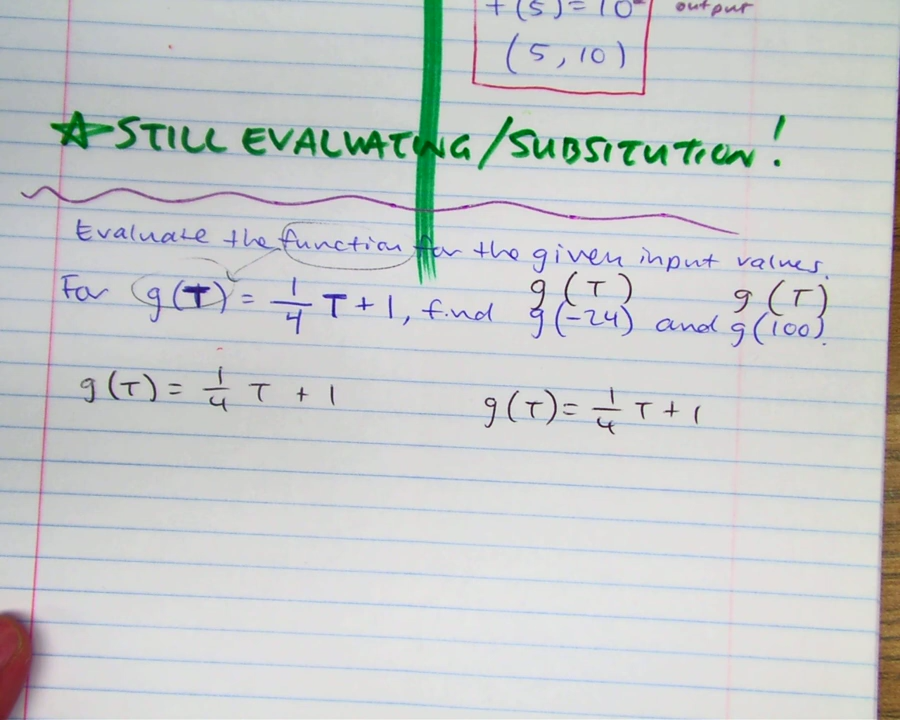 f(5)=10 output
(5,10)
☆ STILL EVALUATING/SUBSITUTION!
Evaluate the function for the given input values.
g(T) g(T)
For g(T) = 1/4 T + 1, find g(-24) and g(100).
g(T) = 1/4 T + 1
g(T) = 1/4 T + 1